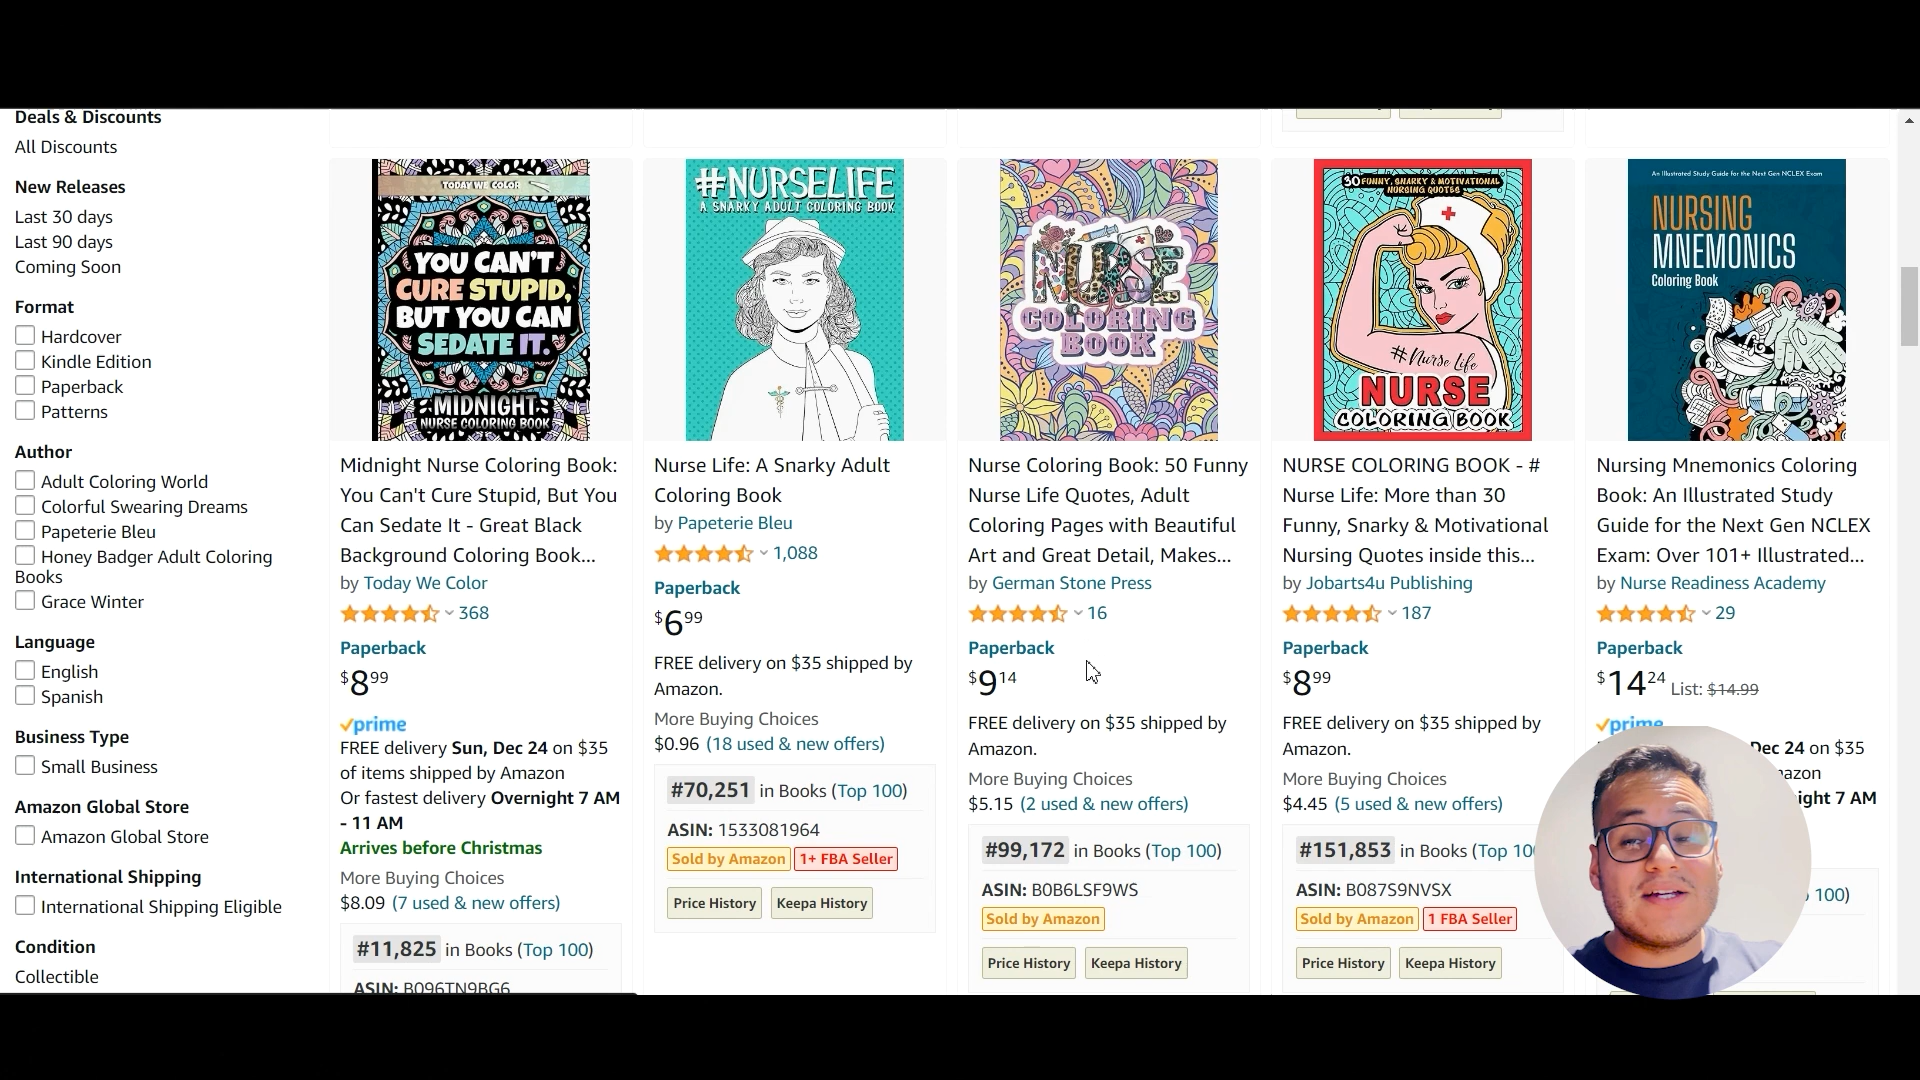 Deals & Discounts
All Discounts
New Releases
Last 30 days
Last 90 days
Coming Soon
Format
Hardcover
Kindle Edition
Paperback
Patterns
Author
Adult Coloring World
Colorful Swearing Dreams
Papeterie Bleu
Honey Badger Adult Coloring
Books
Grace Winter
Language
English
Spanish
Business Type
Small Business
Amazon Global Store
Amazon Global Store
International Shipping
International Shipping Eligible
Condition
Collectible
TODAY WE COLOR
YOU CAN'T
CURE STUPID,
BUT YOU CAN
SEDATE IT.
MIDNIGHT
NURSE COLORING BOOK
Midnight Nurse Coloring Book:
You Can't Cure Stupid, But You
Can Sedate It - Great Black
Background Coloring Book...
by Today We Color
368
Paperback
$8 99
prime
FREE delivery Sun, Dec 24 on $35
of items shipped by Amazon
Or fastest delivery Overnight 7 AM
- 11 AM
Arrives before Christmas
More Buying Choices
$8.09 (7 used & new offers)
#11,825 in Books (Top 100)
ASIN: B096TN9BG6
#NURSELIFE
A SNARKY ADULT COLORING BOOK
Nurse Life: A Snarky Adult
Coloring Book
by Papeterie Bleu
1,088
Paperback
$6 99
FREE delivery on $35 shipped by
Amazon.
More Buying Choices
$0.96 (18 used & new offers)
#70,251 in Books (Top 100)
ASIN: 1533081964
Sold by Amazon 1+ FBA Seller
Price History Keepa History
NURSE
COLORING
BOOK
Nurse Coloring Book: 50 Funny
Nurse Life Quotes, Adult
Coloring Pages with Beautiful
Art and Great Detail, Makes...
by German Stone Press
16
Paperback
$9 14
FREE delivery on $35 shipped by
Amazon.
More Buying Choices
$5.15 (2 used & new offers)
#99,172 in Books (Top 100)
ASIN: B0B6LSF9WS
Sold by Amazon
Price History Keepa History
30 FUNNY, SNARKY & MOTIVATIONAL
NURSING QUOTES
#Nurse Life
NURSE
COLORING BOOK
NURSE COLORING BOOK - #
Nurse Life: More than 30
Funny, Snarky & Motivational
Nursing Quotes inside this...
by Jobarts4u Publishing
187
Paperback
$8 99
FREE delivery on $35 shipped by
Amazon.
More Buying Choices
$4.45 (5 used & new offers)
#151,853 in Books (Top 10
ASIN: B087S9NVSX
Sold by Amazon 1 FBA Seller
Price History Keepa History
An Illustrated Study Guide for the Next Gen NCLEX Exam
NURSING
MNEMONICS
Coloring Book
Nursing Mnemonics Coloring
Book: An Illustrated Study
Guide for the Next Gen NCLEX
Exam: Over 101+ Illustrated...
by Nurse Readiness Academy
29
Paperback
$14 24 List: $14.99
prime
Dec 24 on $35
7 AM
100)